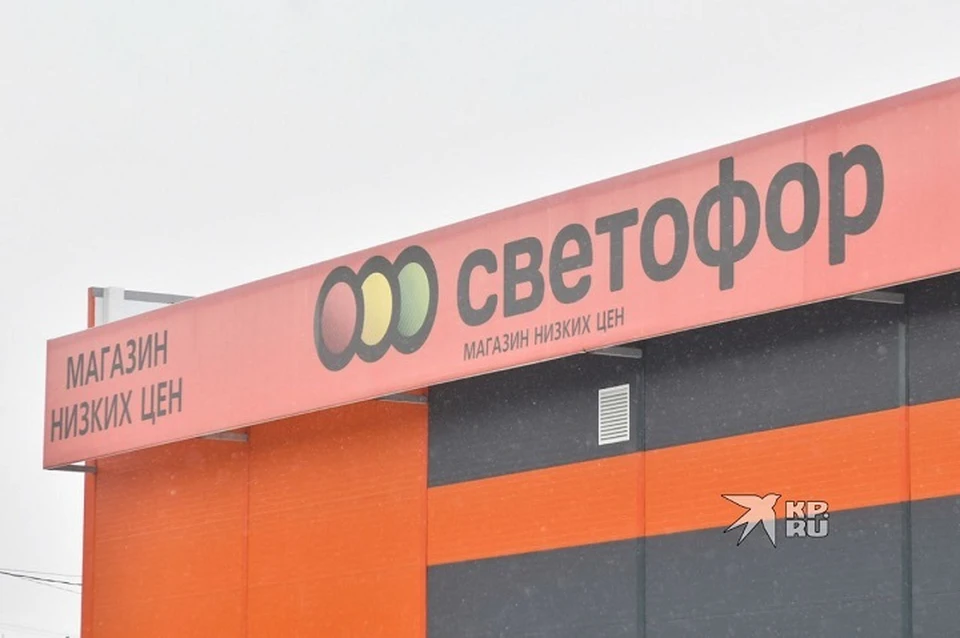 МАГАЗИН
НИЗКИХ ЦЕН
светофор
МАГАЗИН НИЗКИХ ЦЕН
KP.
RU